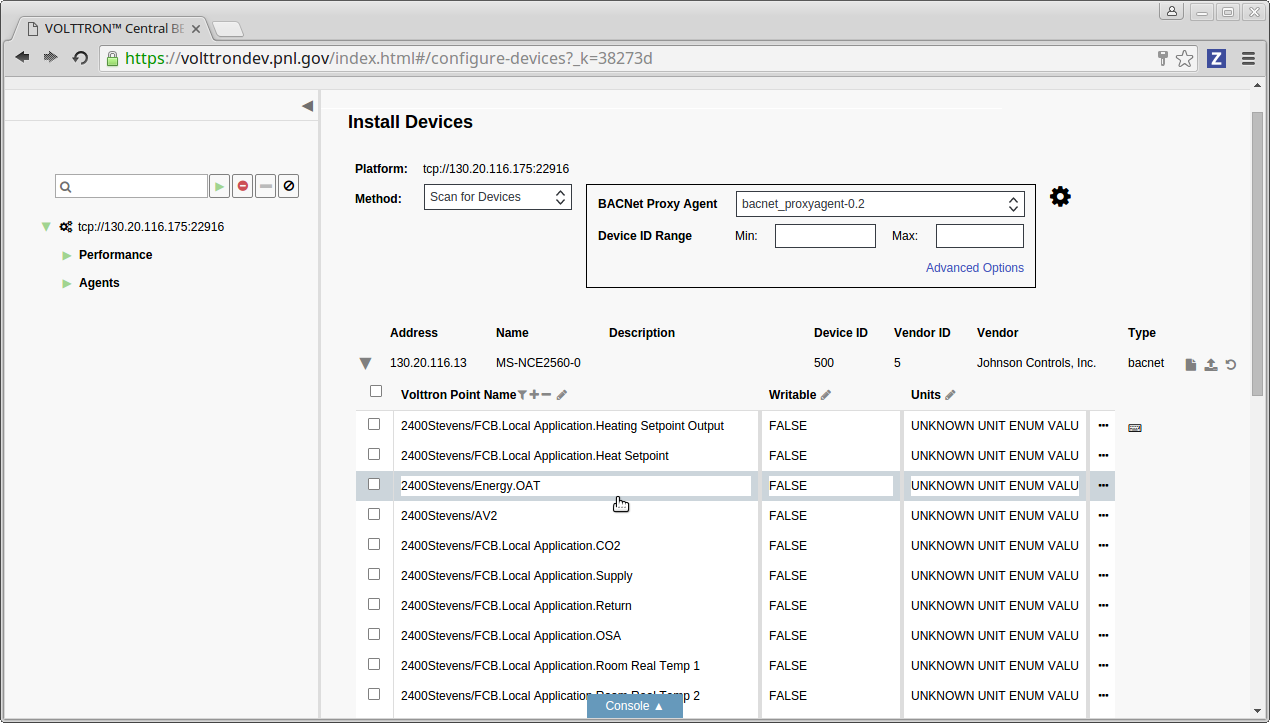 VOLTTRON™ Central BE
https://volttrondev.pnl.gov/index.html#/configure-devices?_k=38273d
Z
Install Devices
Platform: tcp://130.20.116.175:22916
Method: Scan for Devices
BACNet Proxy Agent bacnet_proxyagent-0.2
Device ID Range Min: Max:
Advanced Options
tcp://130.20.116.175:22916
Performance
Agents
Address Name Description Device ID Vendor ID Vendor Type
130.20.116.13 MS-NCE2560-0 500 5 Johnson Controls, Inc. bacnet
Volttron Point Name Writable Units
2400Stevens/FCB.Local Application.Heating Setpoint Output FALSE UNKNOWN UNIT ENUM VALU
2400Stevens/FCB.Local Application.Heat Setpoint FALSE UNKNOWN UNIT ENUM VALU
2400Stevens/Energy.OAT FALSE UNKNOWN UNIT ENUM VALU
2400Stevens/AV2 FALSE UNKNOWN UNIT ENUM VALU
2400Stevens/FCB.Local Application.CO2 FALSE UNKNOWN UNIT ENUM VALU
2400Stevens/FCB.Local Application.Supply FALSE UNKNOWN UNIT ENUM VALU
2400Stevens/FCB.Local Application.Return FALSE UNKNOWN UNIT ENUM VALU
2400Stevens/FCB.Local Application.OSA FALSE UNKNOWN UNIT ENUM VALU
2400Stevens/FCB.Local Application.Room Real Temp 1 FALSE UNKNOWN UNIT ENUM VALU
2400Stevens/FCB.Local Application.Room Real Temp 2 FALSE UNKNOWN UNIT ENUM VALU
Console ▲